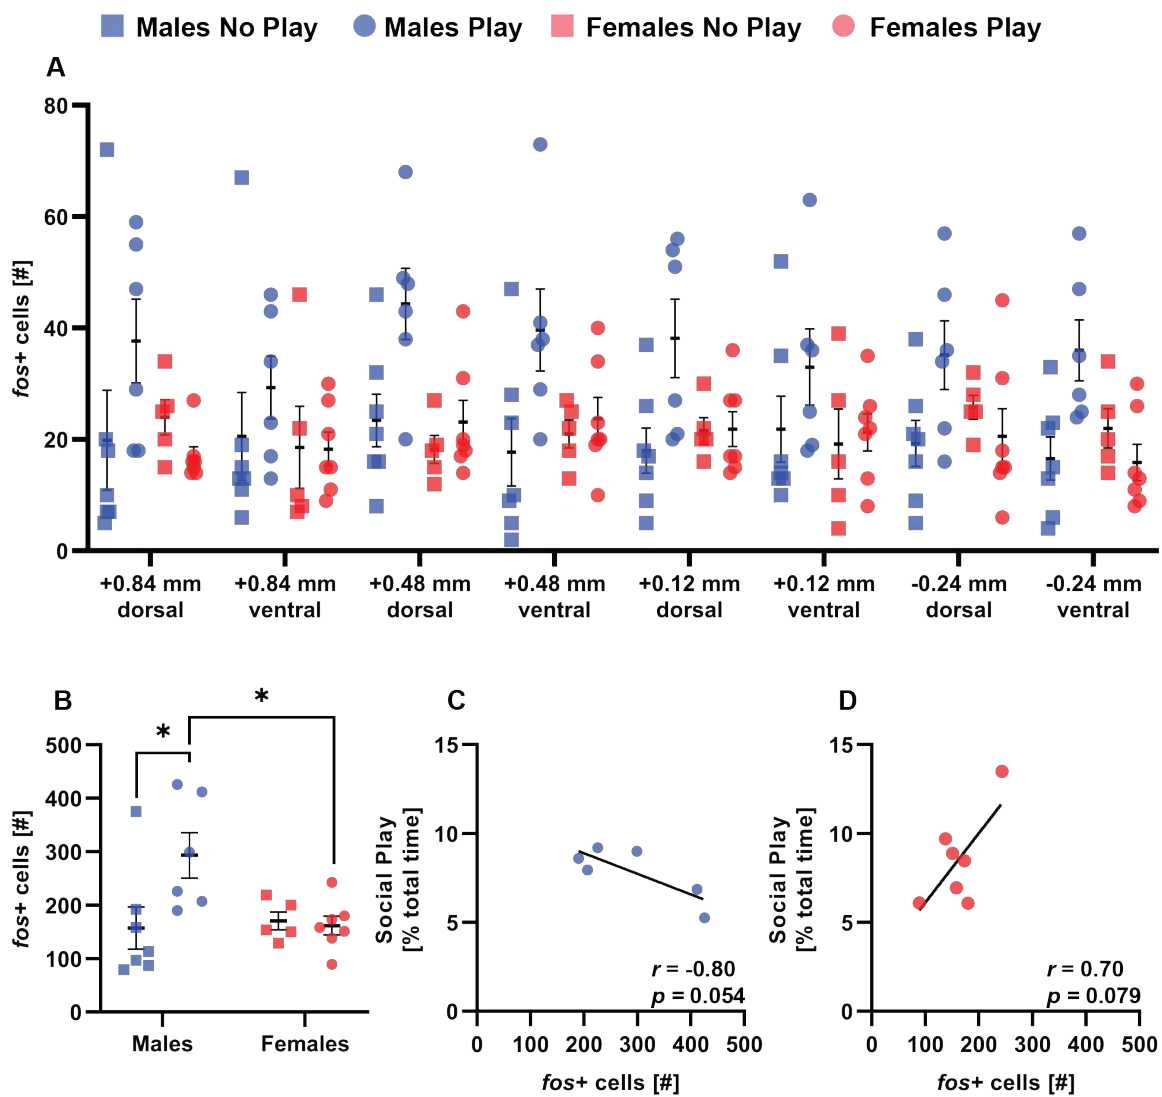 Males No Play Males Play Females No Play Females Play
A
80
60
40
20
0
fos+ cells [#]
+0.84 mm +0.84 mm +0.48 mm +0.48 mm +0.12 mm +0.12 mm -0.24 mm -0.24 mm
dorsal ventral dorsal ventral dorsal ventral dorsal ventral
B
* *
500
400
300
200
100
0
fos+ cells [#]
Males Females
C
15
10
5
0
Social Play
[% total time]
r = -0.80
p = 0.054
0 100 200 300 400 500
fos+ cells [#]
D
15
10
5
0
Social Play
[% total time]
r = 0.70
p = 0.079
0 100 200 300 400 500
fos+ cells [#]